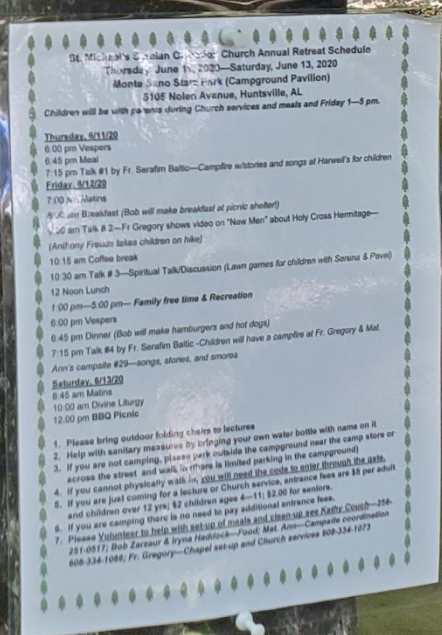 St. Michael's Church Annual Retreat Schedule
Thursday, June 11, 2020—Saturday, June 13, 2020
Monte Sano State Park (Campground Pavilion)
5105 Nolen Avenue, Huntsville, AL
Children will be with parents during Church services and meals and Friday 1—5 pm.
Thursday, 6/11/20
6:00 pm Vespers
6:45 pm Meal
7:15 pm Talk #1 by Fr. Serafim Baltic—Campfire w/stories and songs at Harwell's for children
Friday, 6/12/20
7:00 Matins
Breakfast (Bob will make breakfast at picnic shelter!)
am Talk # 2—Fr Gregory shows video on "New Men" about Holy Cross Hermitage—
(Anthony Freude takes children on hike)
10:15 am Coffee break
10:30 am Talk # 3—Spiritual Talk/Discussion (Lawn games for children with Serena & Pavel)
12 Noon Lunch
1:00 pm—5:00 pm— Family free time & Recreation
6:00 pm Vespers
6:45 pm Dinner (Bob will make hamburgers and hot dogs)
7:15 pm Talk #4 by Fr. Serafim Baltic -Children will have a campfire at Fr. Gregory & Mat.
Ann's campsite #29—songs, stories, and smores
Saturday, 6/13/20
8:45 am Matins
10:00 am Divine Liturgy
12:00 pm BBQ Picnic
1. Please bring outdoor folding chairs to lectures
2. Help with sanitary measures by bringing your own water bottle with name on it
3. If you are not camping, please park outside the campground near the camp store or
across the street and walk in (there is limited parking in the campground)
4. If you cannot physically walk in, you will need the code to enter through the gate.
5. If you are just coming for a lecture or Church service, entrance fees are $5 per adult
and children over 12 yrs; $2 children ages 4—11; $2.00 for seniors.
6. If you are camping there is no need to pay additional entrance fees.
7. Please Volunteer to help with set-up of meals and clean-up see Kathy Couch—256-
251-0517; Bob Zarzaur & Iryna Haddock—Food; Mat. Ann—Campsite coordination
608-334-1088; Fr. Gregory—Chapel set-up and Church services 608-334-1073